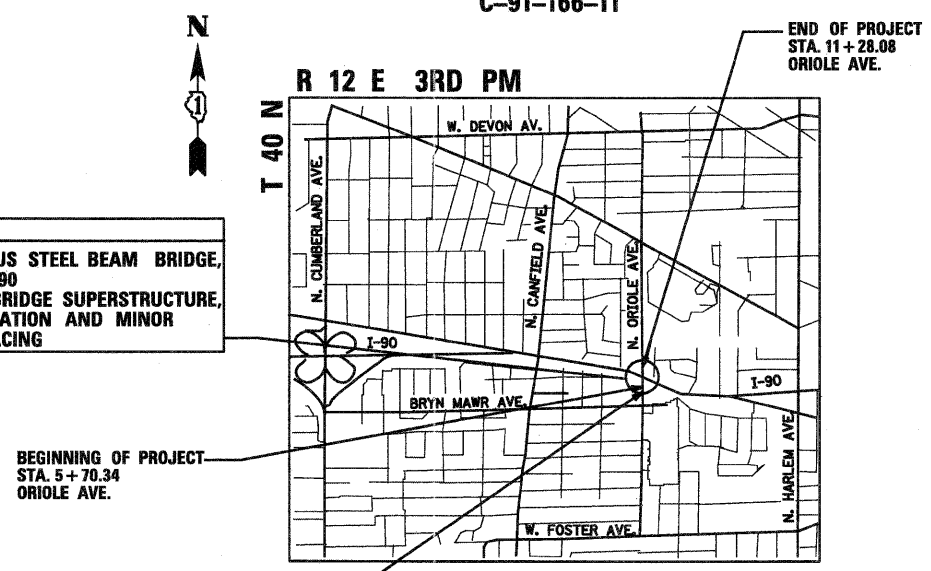 C-91-166-11
N
1
END OF PROJECT
STA. 11+28.08
ORIOLE AVE.
R 12 E 3RD PM
T 40 N
W. DEVON AV.
N. CUMBERLAND AVE.
N. CANFIELD AVE.
N. ORIOLE AVE.
US STEEL BEAM BRIDGE,
90
BRIDGE SUPERSTRUCTURE,
ATION AND MINOR
CING
I-90
I-90
BRYN MAWR AVE.
BEGINNING OF PROJECT
STA. 5+70.34
ORIOLE AVE.
N. HARLEM AVE.
W. FOSTER AVE.